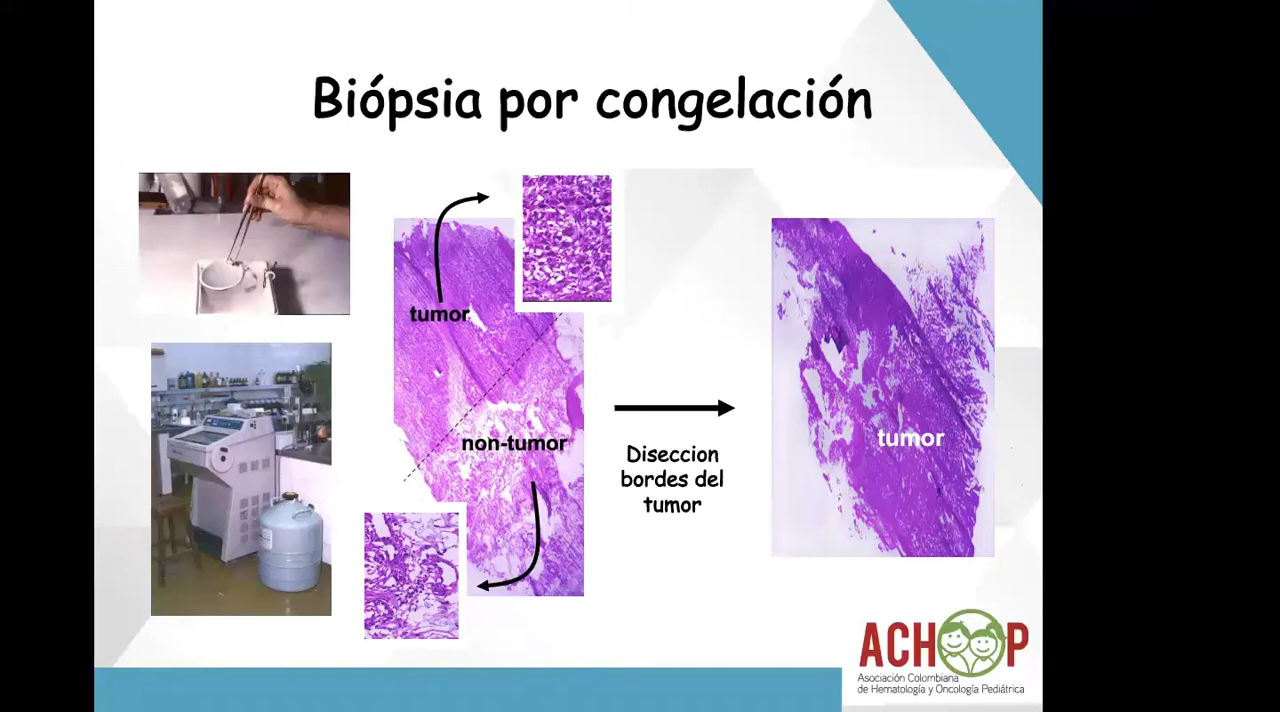 Biópsia por congelación
tumor
non-tumor
Diseccion
bordes del
tumor
tumor
ACHOP
Asociación Colombiana
de Hematología y Oncología Pediátrica